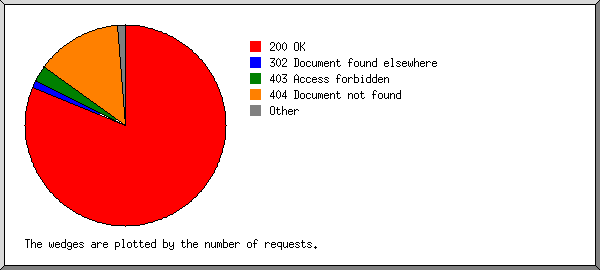 200 OK
302 Document found elsewhere
403 Access forbidden
404 Document not found
Other
The wedges are plotted by the number of requests.